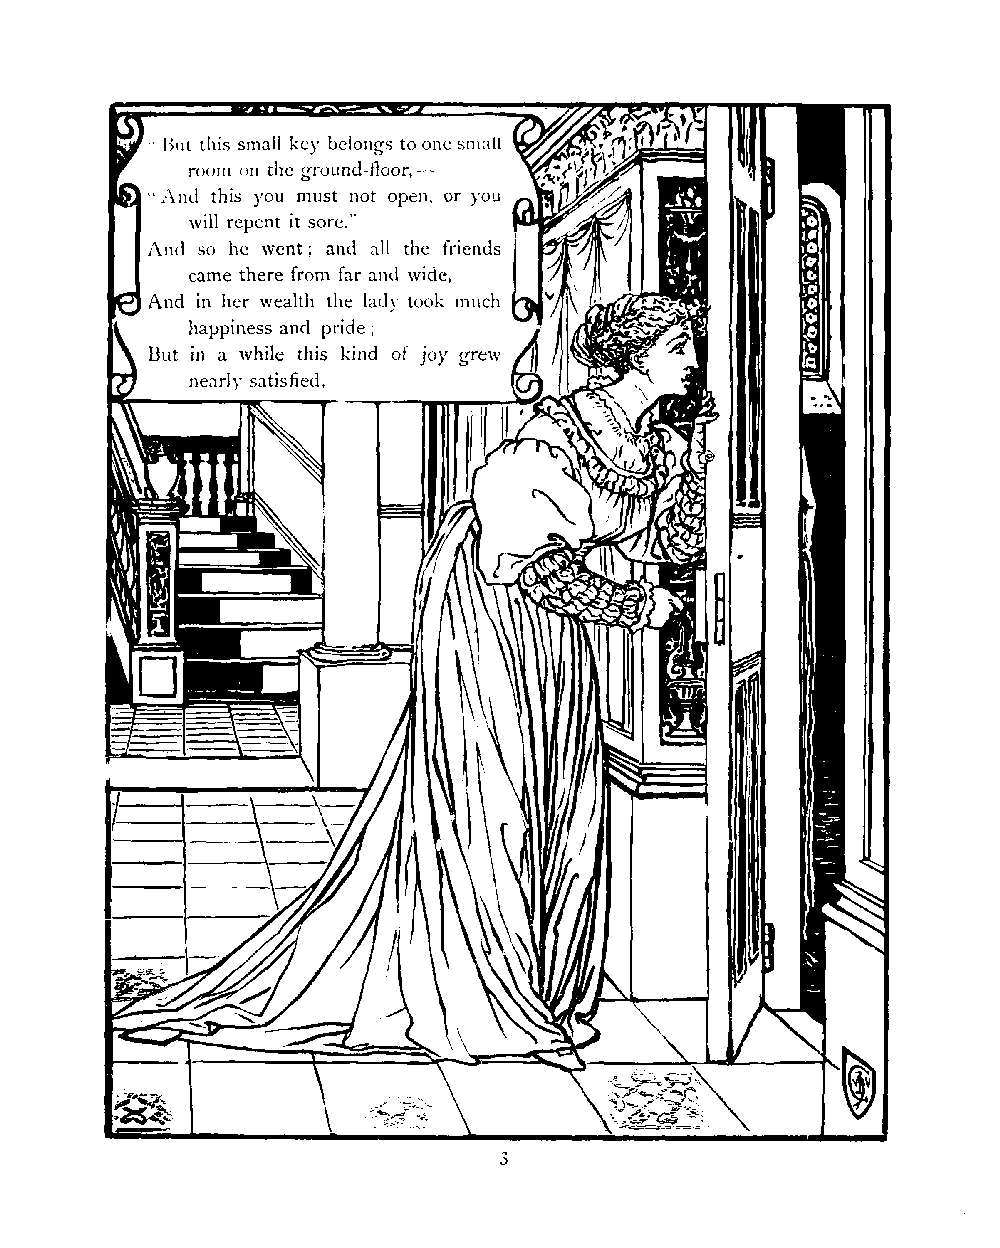 "But this small key belongs to one small
room on the ground-floor,—
"And this you must not open, or you
will repent it sore."
And so he went; and all the friends
came there from far and wide,
And in her wealth the lady took much
happiness and pride;
But in a while this kind of joy grew
nearly satisfied,
3